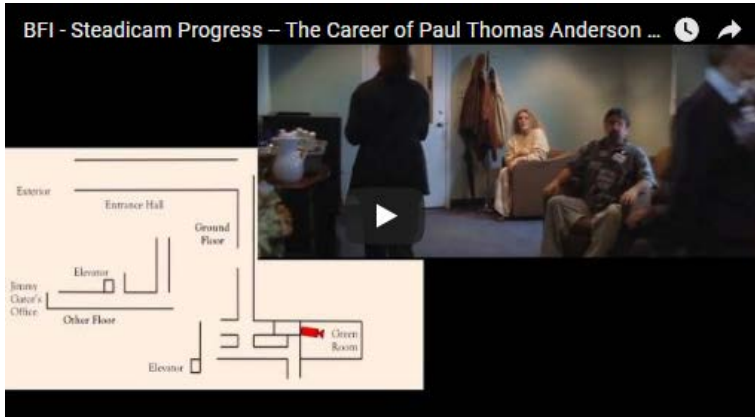 BFI - Steadicam Progress -- The Career of Paul Thomas Anderson ...
Exterior
Entrance Hall
Ground
Floor
Elevator
Jimmy
Gator's
Office
Other Floor
Green
Room
Elevator